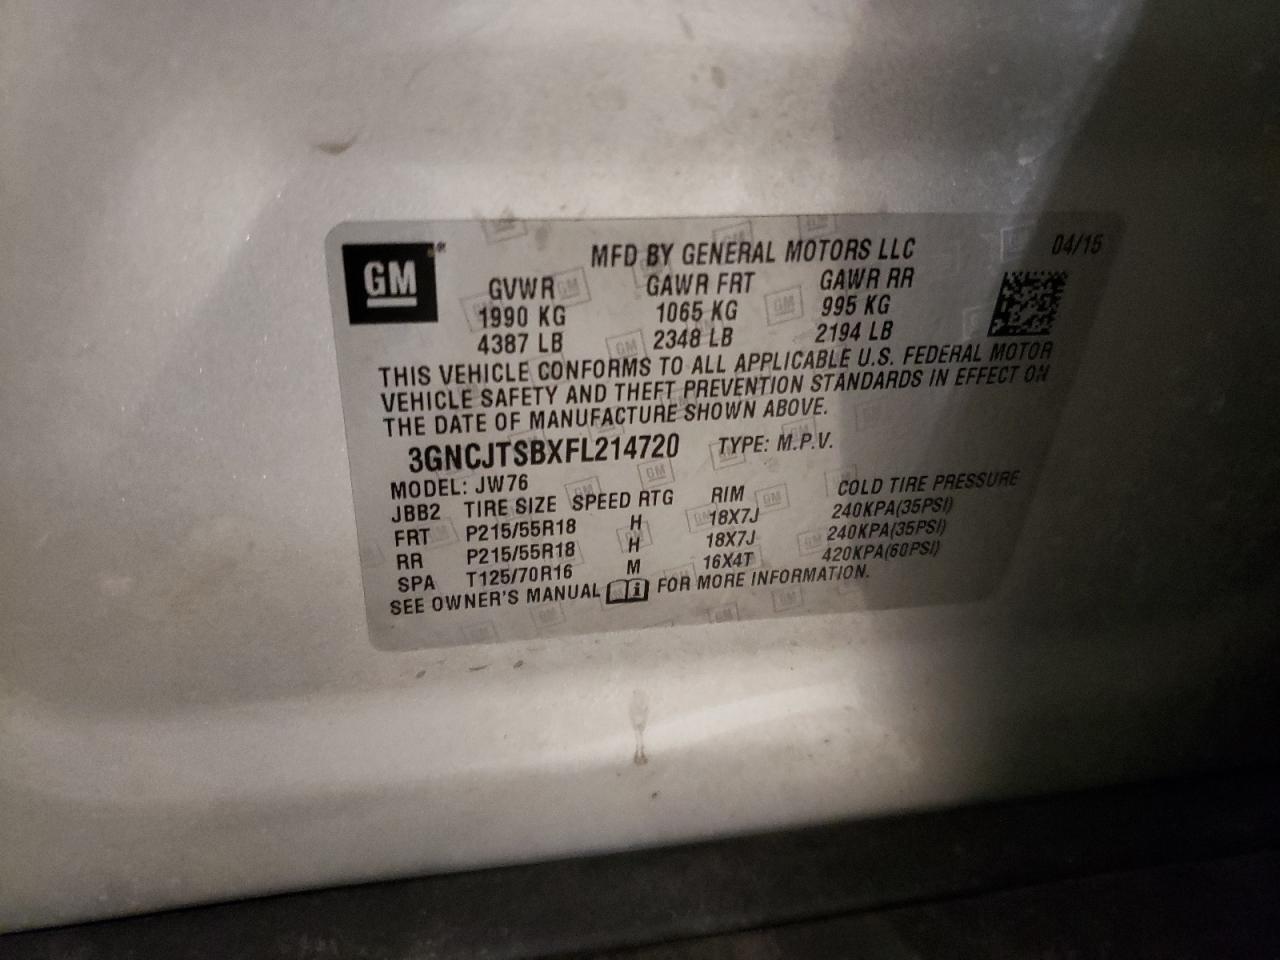 GM
MFD BY GENERAL MOTORS LLC 04/15
GVWR GAWR FRT GAWR RR
1990 KG 1065 KG 995 KG
4387 LB 2348 LB 2194 LB
THIS VEHICLE CONFORMS TO ALL APPLICABLE U.S. FEDERAL MOTOR
VEHICLE SAFETY AND THEFT PREVENTION STANDARDS IN EFFECT ON
THE DATE OF MANUFACTURE SHOWN ABOVE.
3GNCJTSBXFL214720 TYPE: M.P.V.
MODEL: JW76
JBB2 TIRE SIZE SPEED RTG RIM COLD TIRE PRESSURE
FRT P215/55R18 H 18X7J 240KPA(35PSI)
RR P215/55R18 H 18X7J 240KPA(35PSI)
SPA T125/70R16 M 16X4T 420KPA(60PSI)
SEE OWNER'S MANUAL FOR MORE INFORMATION.